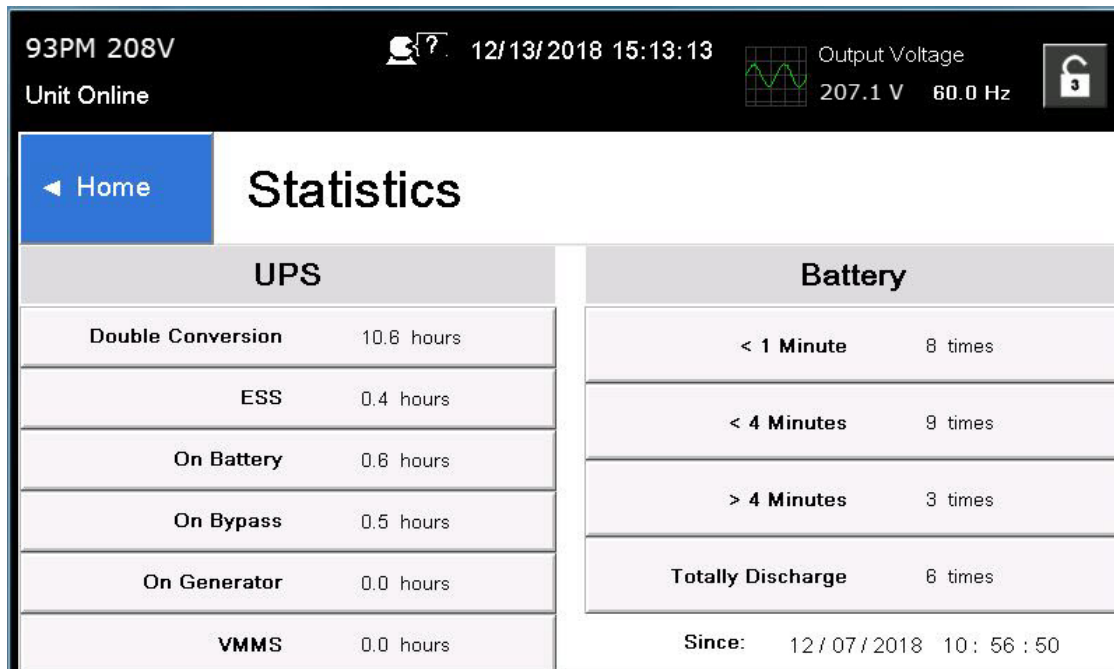 93PM 208V
? 12/13/2018 15:13:13
Output Voltage
Unit Online
207.1 V 60.0 Hz
3
◄ Home
Statistics
UPS
Double Conversion 10.6 hours
ESS 0.4 hours
On Battery 0.6 hours
On Bypass 0.5 hours
On Generator 0.0 hours
VMMS 0.0 hours
Battery
< 1 Minute 8 times
< 4 Minutes 9 times
> 4 Minutes 3 times
Totally Discharge 6 times
Since: 12/07/2018 10:56:50